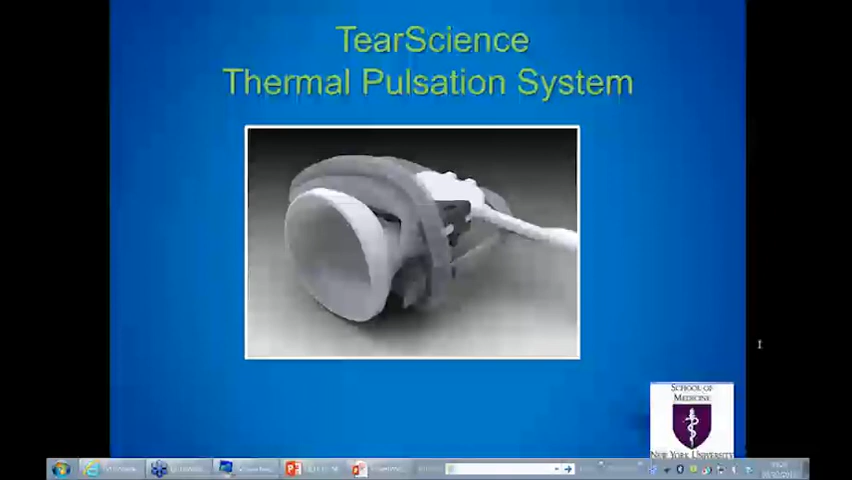 TearScience
Thermal Pulsation System
SCHOOL OF
MEDICINE
NEW YORK UNIVERSITY